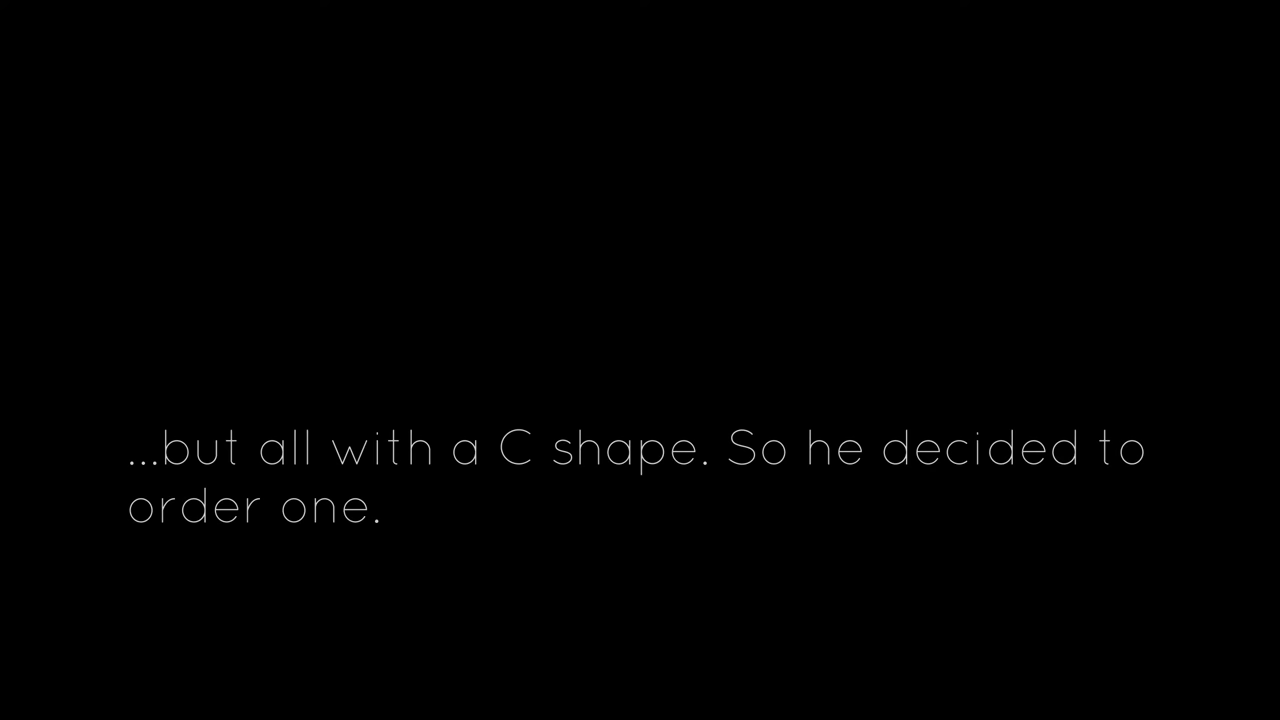 ...but all with a C shape. So he decided to
order one.